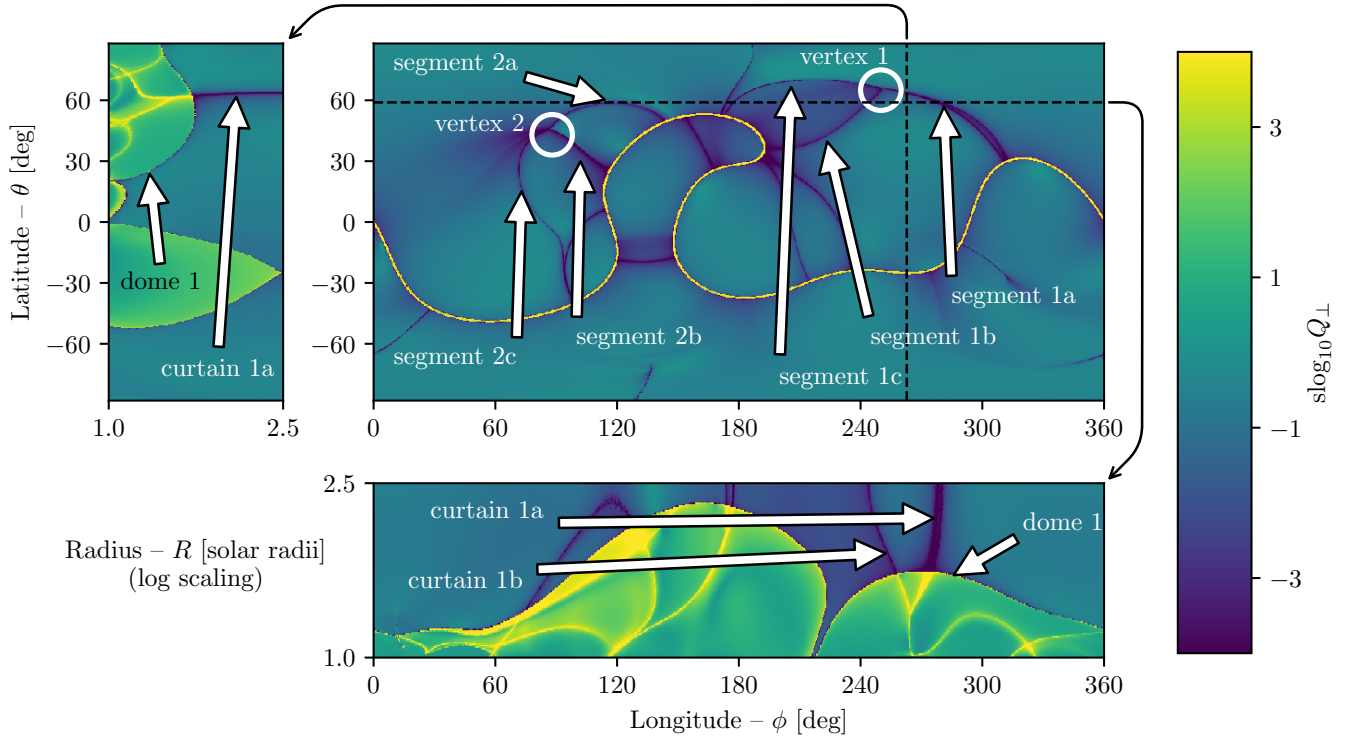 segment 2a
vertex 1
vertex 2
segment 1a
segment 2b
segment 1b
segment 2c
segment 1c
0
60
120
180
240
300
360
Latitude – θ [deg]
60
30
0
−30
−60
dome 1
curtain 1a
1.0
2.5
3
1
−1
−3
slog₁₀Q⊥
2.5
1.0
Radius – R [solar radii]
(log scaling)
curtain 1a
curtain 1b
dome 1
0
60
120
180
240
300
360
Longitude – ϕ [deg]